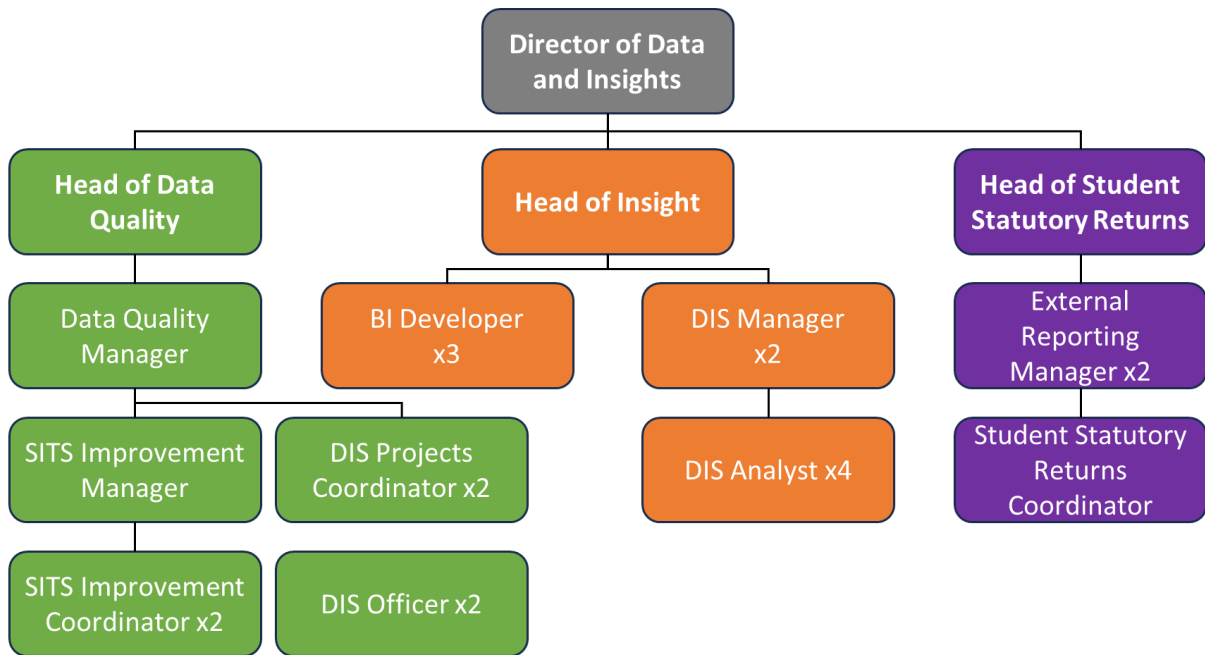 Director of Data
and Insights
Head of Data
Quality
Head of Insight
Head of Student
Statutory Returns
Data Quality
Manager
BI Developer
x3
DIS Manager
x2
External
Reporting
Manager x2
SITS Improvement
Manager
DIS Projects
Coordinator x2
DIS Analyst x4
Student Statutory
Returns
Coordinator
SITS Improvement
Coordinator x2
DIS Officer x2